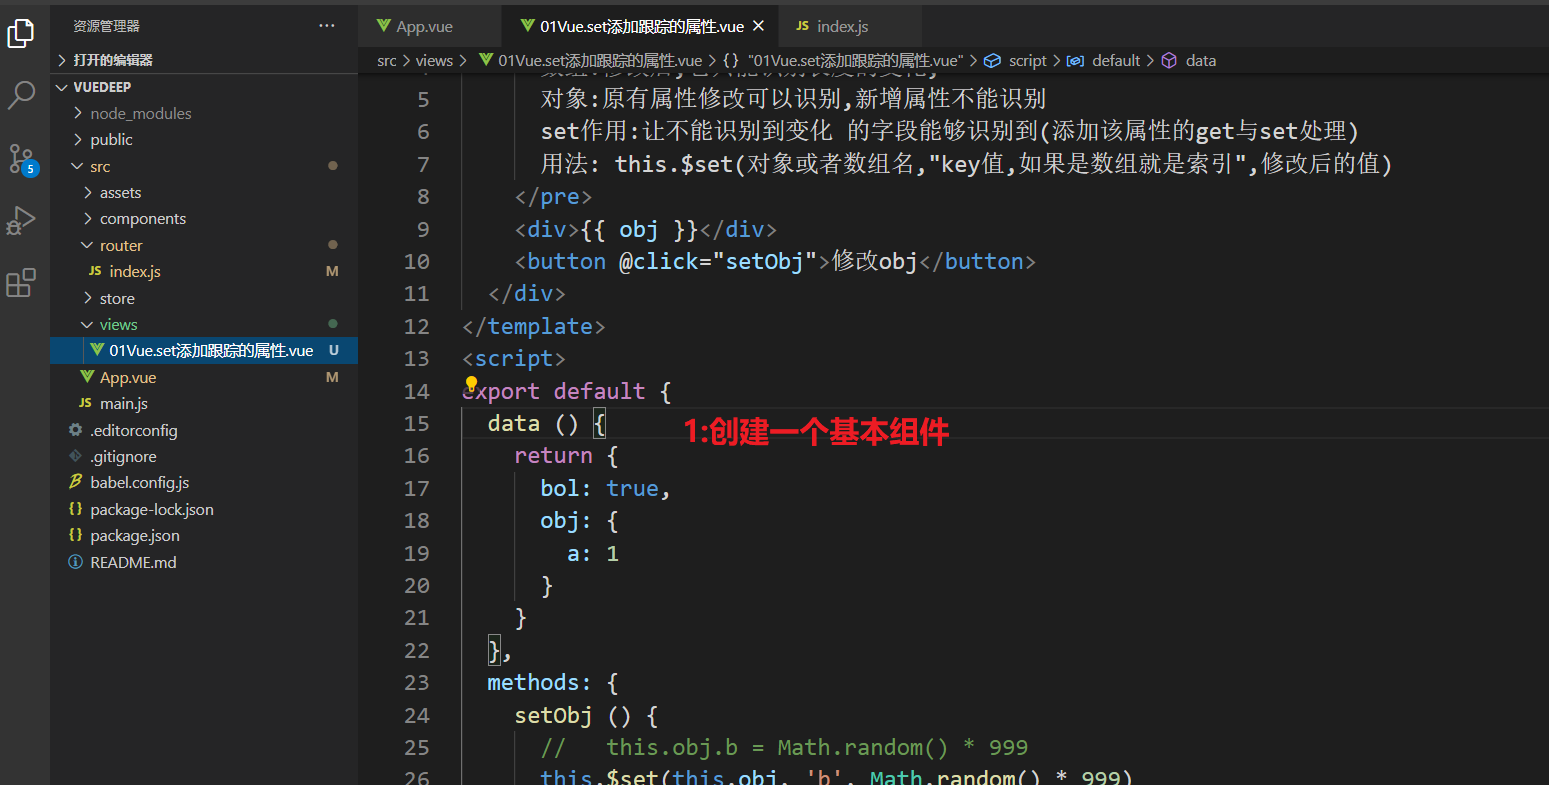 资源管理器 ···
打开的编辑器
VUEDEEP
node_modules
public
src
assets
components
router
JS index.js M
store
views
01Vue.set添加跟踪的属性.vue U
App.vue M
JS main.js
.editorconfig
.gitignore
babel.config.js
{} package-lock.json
{} package.json
README.md
5
App.vue 01Vue.set添加跟踪的属性.vue × JS index.js
src > views > 01Vue.set添加跟踪的属性.vue > {} "01Vue.set添加跟踪的属性.vue" > script > default > data
5 对象:原有属性修改可以识别,新增属性不能识别
6 set作用:让不能识别到变化 的字段能够识别到(添加该属性的get与set处理)
7 用法: this.$set(对象或者数组名,"key值,如果是数组就是索引",修改后的值)
8 </pre>
9 <div>{{ obj }}</div>
10 <button @click="setObj">修改obj</button>
11 </div>
12 </template>
13 <script>
14 export default {
15 data () {
1:创建一个基本组件
16 return {
17 bol: true,
18 obj: {
19 a: 1
20 }
21 }
22 },
23 methods: {
24 setObj () {
25 // this.obj.b = Math.random() * 999
26 this.$set(this.obj, 'b', Math.random() * 999)